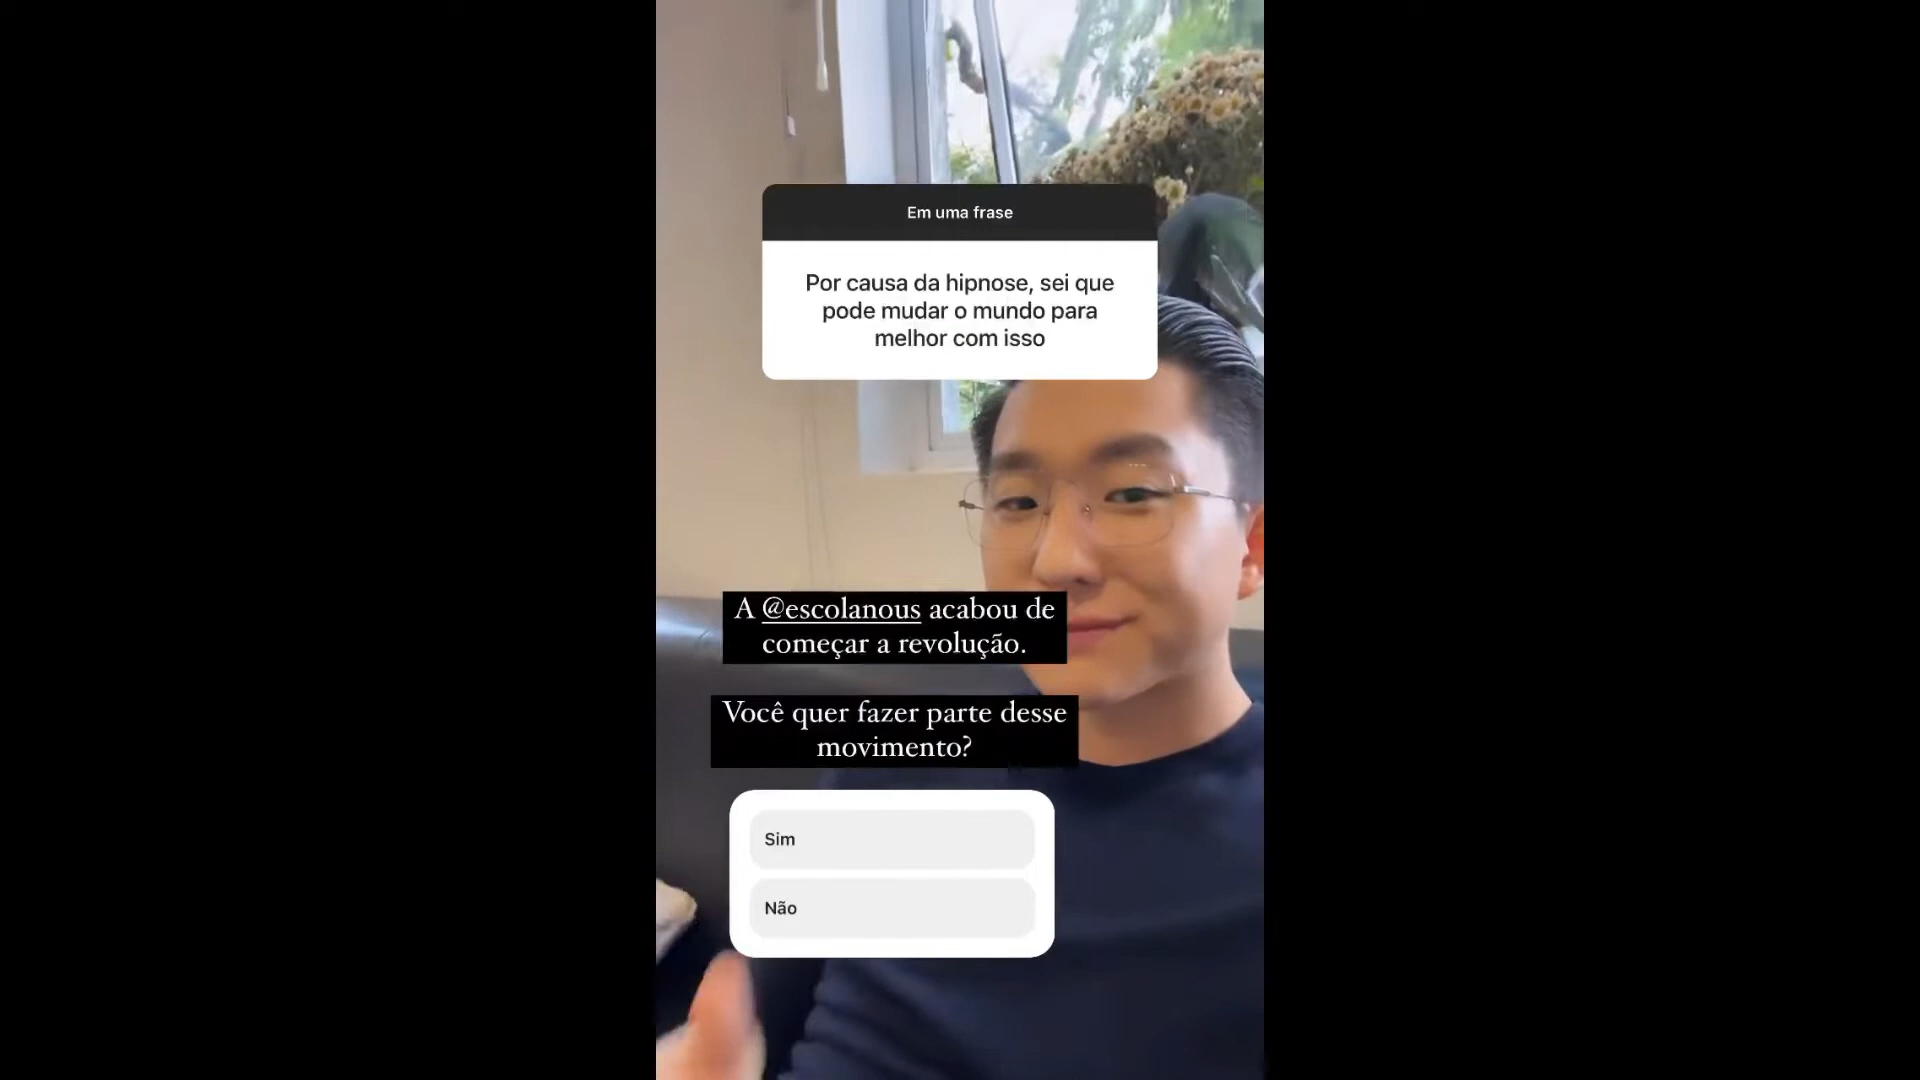 Em uma frase
Por causa da hipnose, sei que
pode mudar o mundo para
melhor com isso
A @escolanous acabou de
começar a revolução.
Você quer fazer parte desse
movimento?
Sim
Não